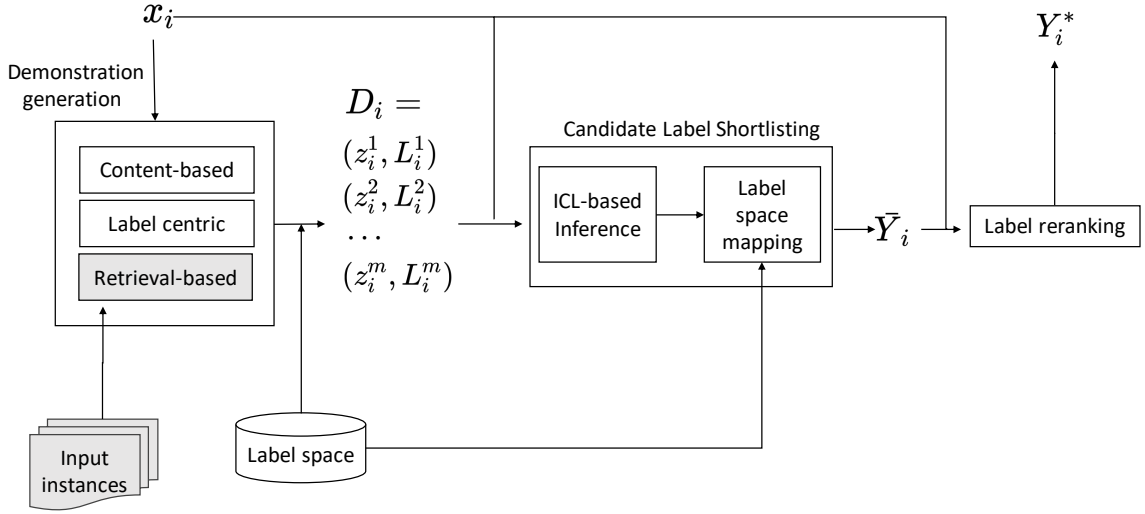 x_i
Y_i^*
Demonstration
generation
D_i =
(z_i^1, L_i^1)
(z_i^2, L_i^2)
...
(z_i^m, L_i^m)
Content-based
Label centric
Retrieval-based
Candidate Label Shortlisting
ICL-based
Inference
Label
space
mapping
Ȳ_i
Label reranking
Label space
Input
instances